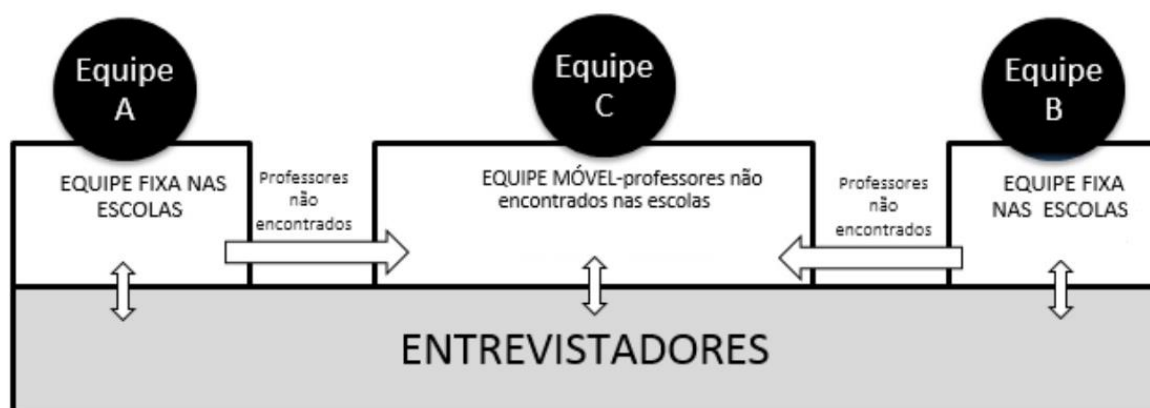 Equipe
A
EQUIPE FIXA NAS
ESCOLAS
Professores
não
encontrados
Equipe
C
EQUIPE MÓVEL-professores não
encontrados nas escolas
Professores
não
encontrados
Equipe
B
EQUIPE FIXA
NAS ESCOLAS
ENTREVISTADORES